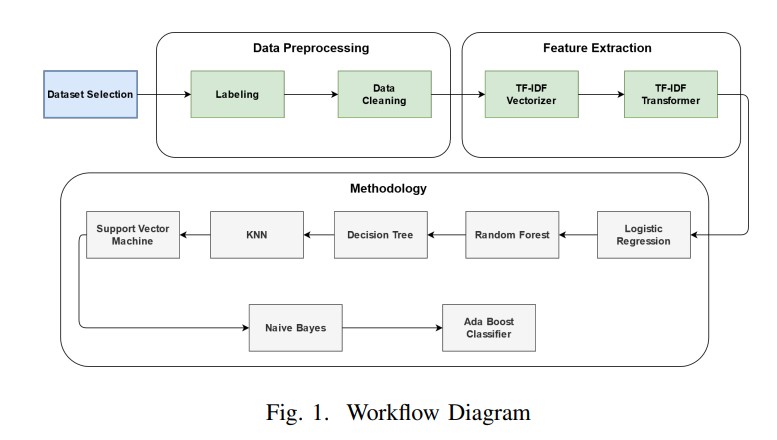 Data Preprocessing
Feature Extraction
Dataset Selection
Labeling
Data
Cleaning
TF-IDF
Vectorizer
TF-IDF
Transformer
Methodology
Support Vector
Machine
KNN
Decision Tree
Random Forest
Logistic
Regression
Naive Bayes
Ada Boost
Classifier
Fig. 1. Workflow Diagram